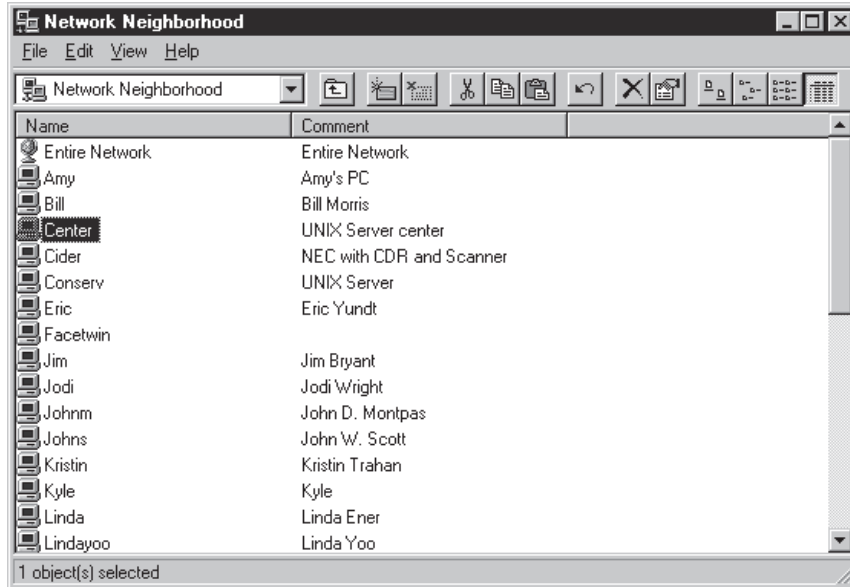 Network Neighborhood
File Edit View Help
Network Neighborhood
Name Comment
Entire Network Entire Network
Amy Amy's PC
Bill Bill Morris
Center UNIX Server center
Cider NEC with CDR and Scanner
Conserv UNIX Server
Eric Eric Yundt
Facetwin
Jim Jim Bryant
Jodi Jodi Wright
Johnm John D. Montpas
Johns John W. Scott
Kristin Kristin Trahan
Kyle Kyle
Linda Linda Ener
Lindayoo Linda Yoo
1 object(s) selected